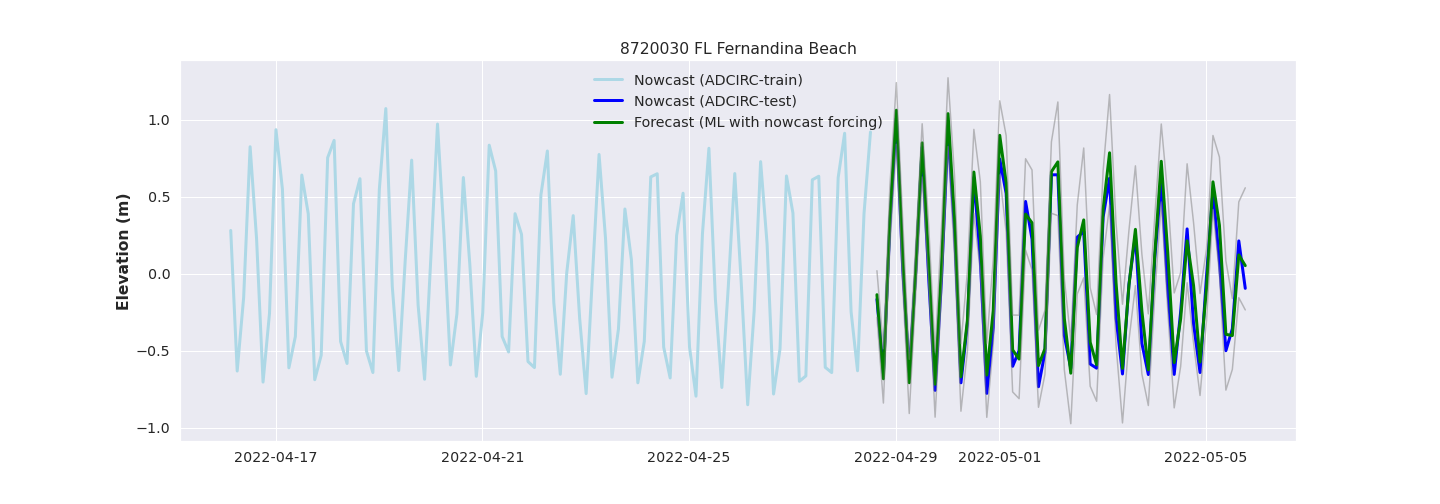 8720030 FL Fernandina Beach
Nowcast (ADCIRC-train)
Nowcast (ADCIRC-test)
Forecast (ML with nowcast forcing)
Elevation (m)
1.0
0.5
0.0
−0.5
−1.0
2022-04-17 2022-04-21 2022-04-25 2022-04-29 2022-05-01 2022-05-05